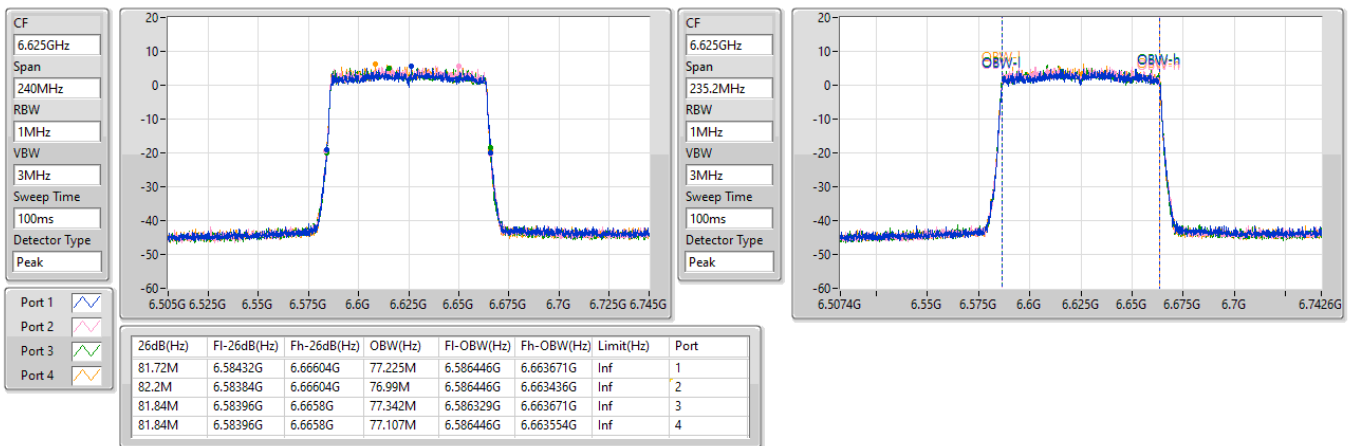 CF
6.625GHz
Span
240MHz
RBW
1MHz
VBW
3MHz
Sweep Time
100ms
Detector Type
Peak
20
10
0
-10
-20
-30
-40
-50
-60
6.505G 6.525G 6.55G 6.575G 6.6G 6.625G 6.65G 6.675G 6.7G 6.725G 6.745G
CF
6.625GHz
Span
235.2MHz
RBW
1MHz
VBW
3MHz
Sweep Time
100ms
Detector Type
Peak
20
10
0
-10
-20
-30
-40
-50
-60
OBW-l OBW-h
6.5074G 6.55G 6.575G 6.6G 6.625G 6.65G 6.675G 6.7G 6.7426G
Port 1
Port 2
Port 3
Port 4
26dB(Hz) Fl-26dB(Hz) Fh-26dB(Hz) OBW(Hz) Fl-OBW(Hz) Fh-OBW(Hz) Limit(Hz) Port
81.72M 6.58432G 6.66604G 77.225M 6.586446G 6.663671G Inf 1
82.2M 6.58384G 6.66604G 76.99M 6.586446G 6.663436G Inf 2
81.84M 6.58396G 6.6658G 77.342M 6.586329G 6.663671G Inf 3
81.84M 6.58396G 6.6658G 77.107M 6.586446G 6.663554G Inf 4